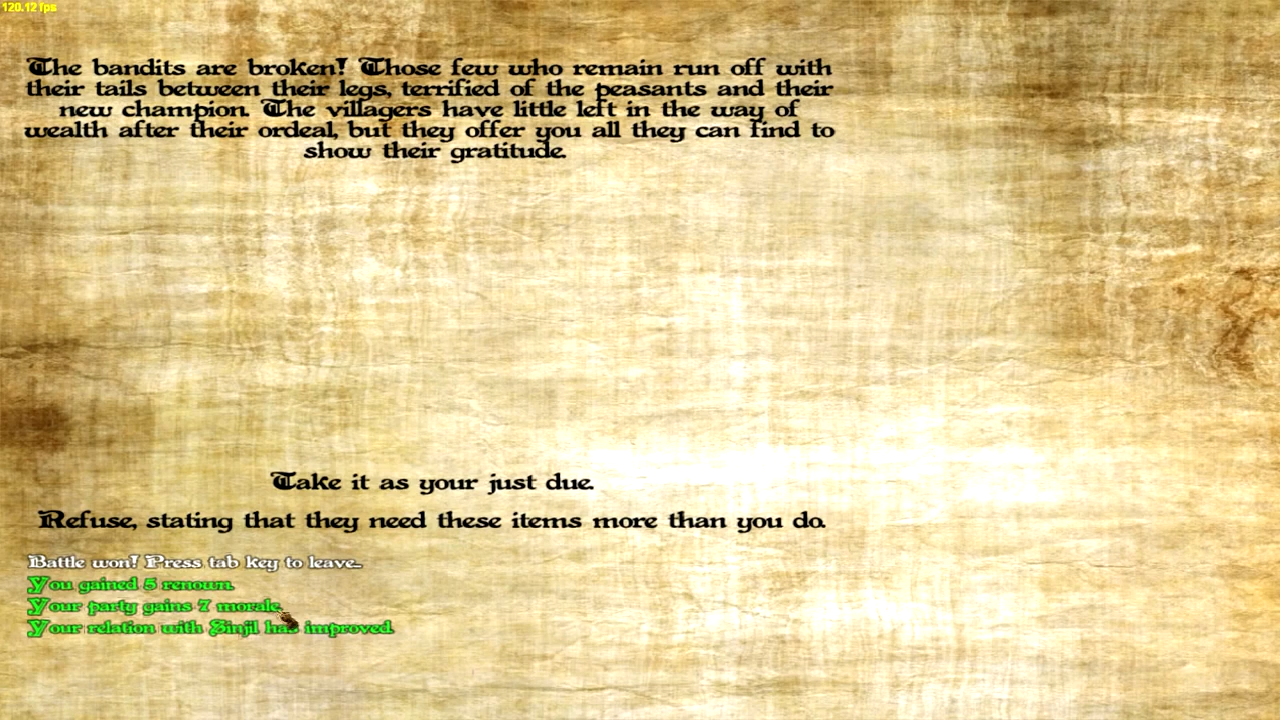 120.12 fps
The bandits are broken! Those few who remain run off with
their tails between their legs, terrified of the peasants and their
new champion. The villagers have little left in the way of
wealth after their ordeal, but they offer you all they can find to
show their gratitude.
Take it as your just due.
Refuse, stating that they need these items more than you do.
Battle won! Press tab key to leave...
You gained 5 renown.
Your party gains 7 morale.
Your relation with Sinjil has improved.